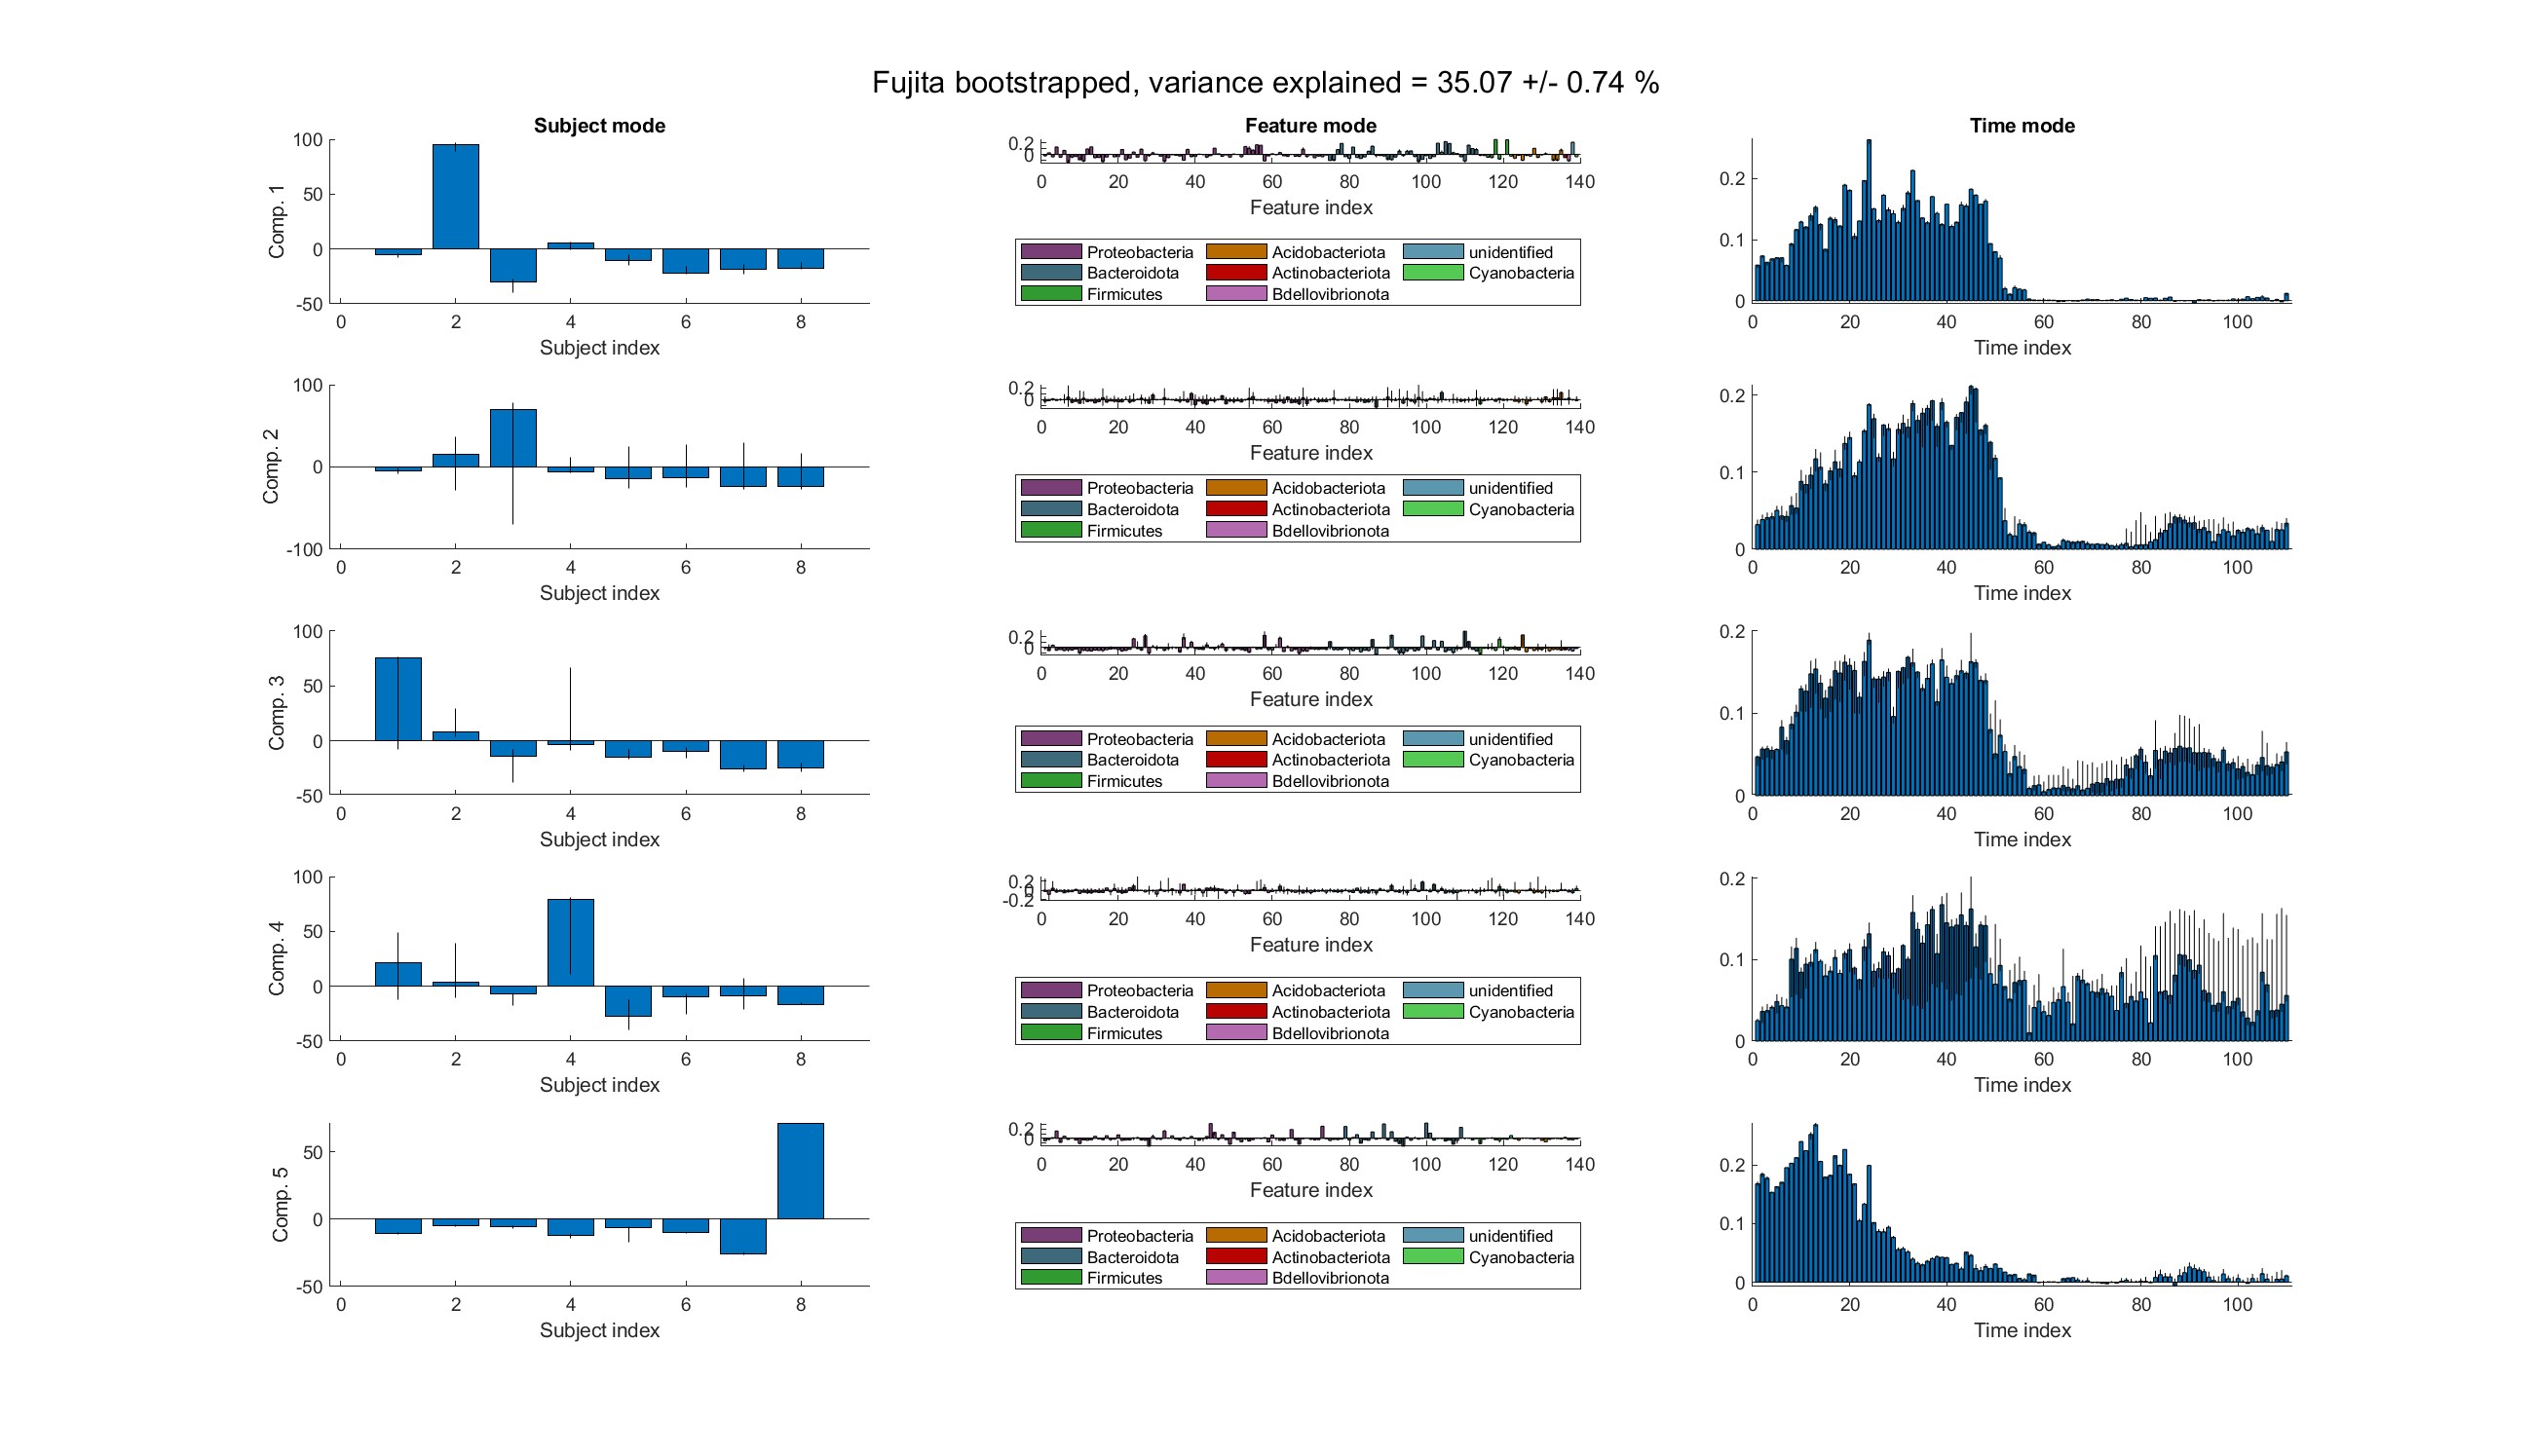 Fujita bootstrapped, variance explained = 35.07 +/- 0.74 %
Subject mode
Feature mode
Time mode
Comp. 1
100
50
0
-50
0 2 4 6 8
Subject index
0.2
0
0 20 40 60 80 100 120 140
Feature index
Proteobacteria Acidobacteriota unidentified
Bacteroidota Actinobacteriota Cyanobacteria
Firmicutes Bdellovibrionota
0.2
0.1
0
0 20 40 60 80 100
Time index
Comp. 2
100
0
-100
0 2 4 6 8
Subject index
0.2
0
0 20 40 60 80 100 120 140
Feature index
Proteobacteria Acidobacteriota unidentified
Bacteroidota Actinobacteriota Cyanobacteria
Firmicutes Bdellovibrionota
0.2
0.1
0
0 20 40 60 80 100
Time index
Comp. 3
100
50
0
-50
0 2 4 6 8
Subject index
0.2
0
0 20 40 60 80 100 120 140
Feature index
Proteobacteria Acidobacteriota unidentified
Bacteroidota Actinobacteriota Cyanobacteria
Firmicutes Bdellovibrionota
0.2
0.1
0
0 20 40 60 80 100
Time index
Comp. 4
100
50
0
-50
0 2 4 6 8
Subject index
0.2
0
-0.2
0 20 40 60 80 100 120 140
Feature index
Proteobacteria Acidobacteriota unidentified
Bacteroidota Actinobacteriota Cyanobacteria
Firmicutes Bdellovibrionota
0.2
0.1
0
0 20 40 60 80 100
Time index
Comp. 5
50
0
-50
0 2 4 6 8
Subject index
0.2
0
0 20 40 60 80 100 120 140
Feature index
Proteobacteria Acidobacteriota unidentified
Bacteroidota Actinobacteriota Cyanobacteria
Firmicutes Bdellovibrionota
0.2
0.1
0
0 20 40 60 80 100
Time index